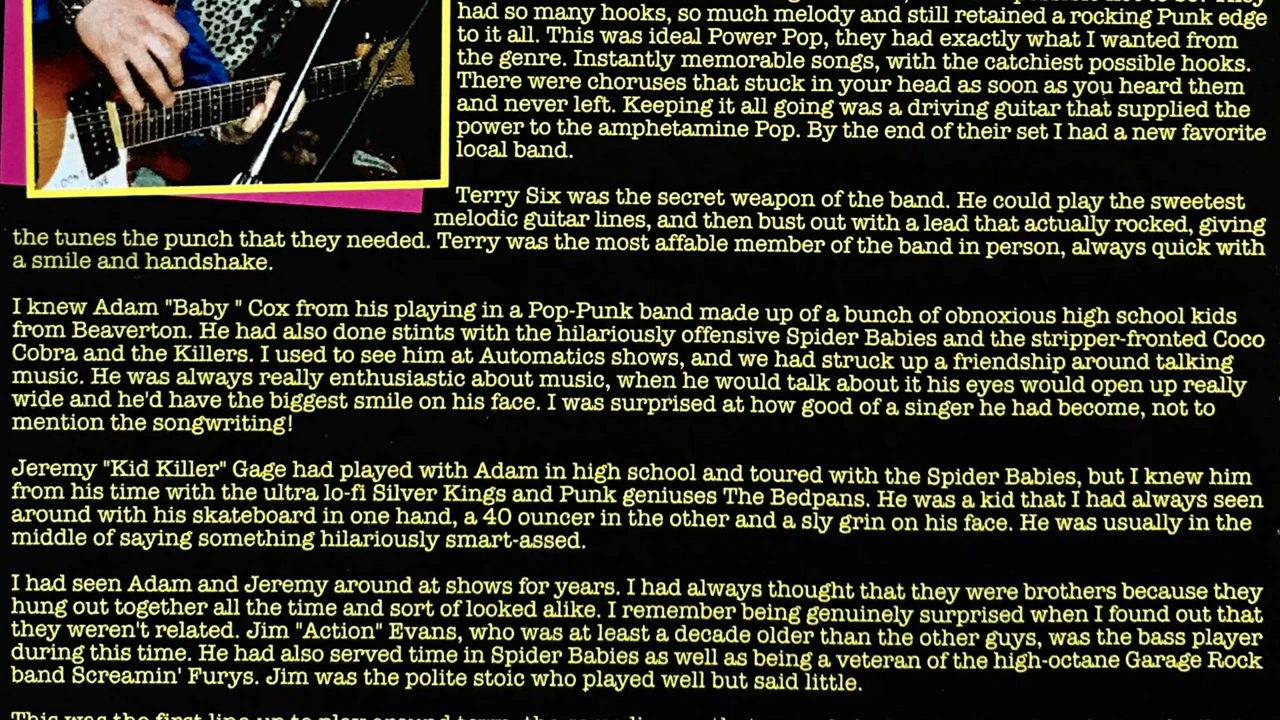 had so many hooks, so much melody and still retained a rocking Punk edge
to it all. This was ideal Power Pop, they had exactly what I wanted from
the genre. Instantly memorable songs, with the catchiest possible hooks.
There were choruses that stuck in your head as soon as you heard them
and never left. Keeping it all going was a driving guitar that supplied the
power to the amphetamine Pop. By the end of their set I had a new favorite
local band.
Terry Six was the secret weapon of the band. He could play the sweetest
melodic guitar lines, and then bust out with a lead that actually rocked, giving
the tunes the punch that they needed. Terry was the most affable member of the band in person, always quick with
a smile and handshake.
I knew Adam "Baby " Cox from his playing in a Pop-Punk band made up of a bunch of obnoxious high school kids
from Beaverton. He had also done stints with the hilariously offensive Spider Babies and the stripper-fronted Coco
Cobra and the Killers. I used to see him at Automatics shows, and we had struck up a friendship around talking
music. He was always really enthusiastic about music, when he would talk about it his eyes would open up really
wide and he'd have the biggest smile on his face. I was surprised at how good of a singer he had become, not to
mention the songwriting!
Jeremy "Kid Killer" Gage had played with Adam in high school and toured with the Spider Babies, but I knew him
from his time with the ultra lo-fi Silver Kings and Punk geniuses The Bedpans. He was a kid that I had always seen
around with his skateboard in one hand, a 40 ouncer in the other and a sly grin on his face. He was usually in the
middle of saying something hilariously smart-assed.
I had seen Adam and Jeremy around at shows for years. I had always thought that they were brothers because they
hung out together all the time and sort of looked alike. I remember being genuinely surprised when I found out that
they weren't related. Jim "Action" Evans, who was at least a decade older than the other guys, was the bass player
during this time. He had also served time in Spider Babies as well as being a veteran of the high-octane Garage Rock
band Screamin' Furys. Jim was the polite stoic who played well but said little.